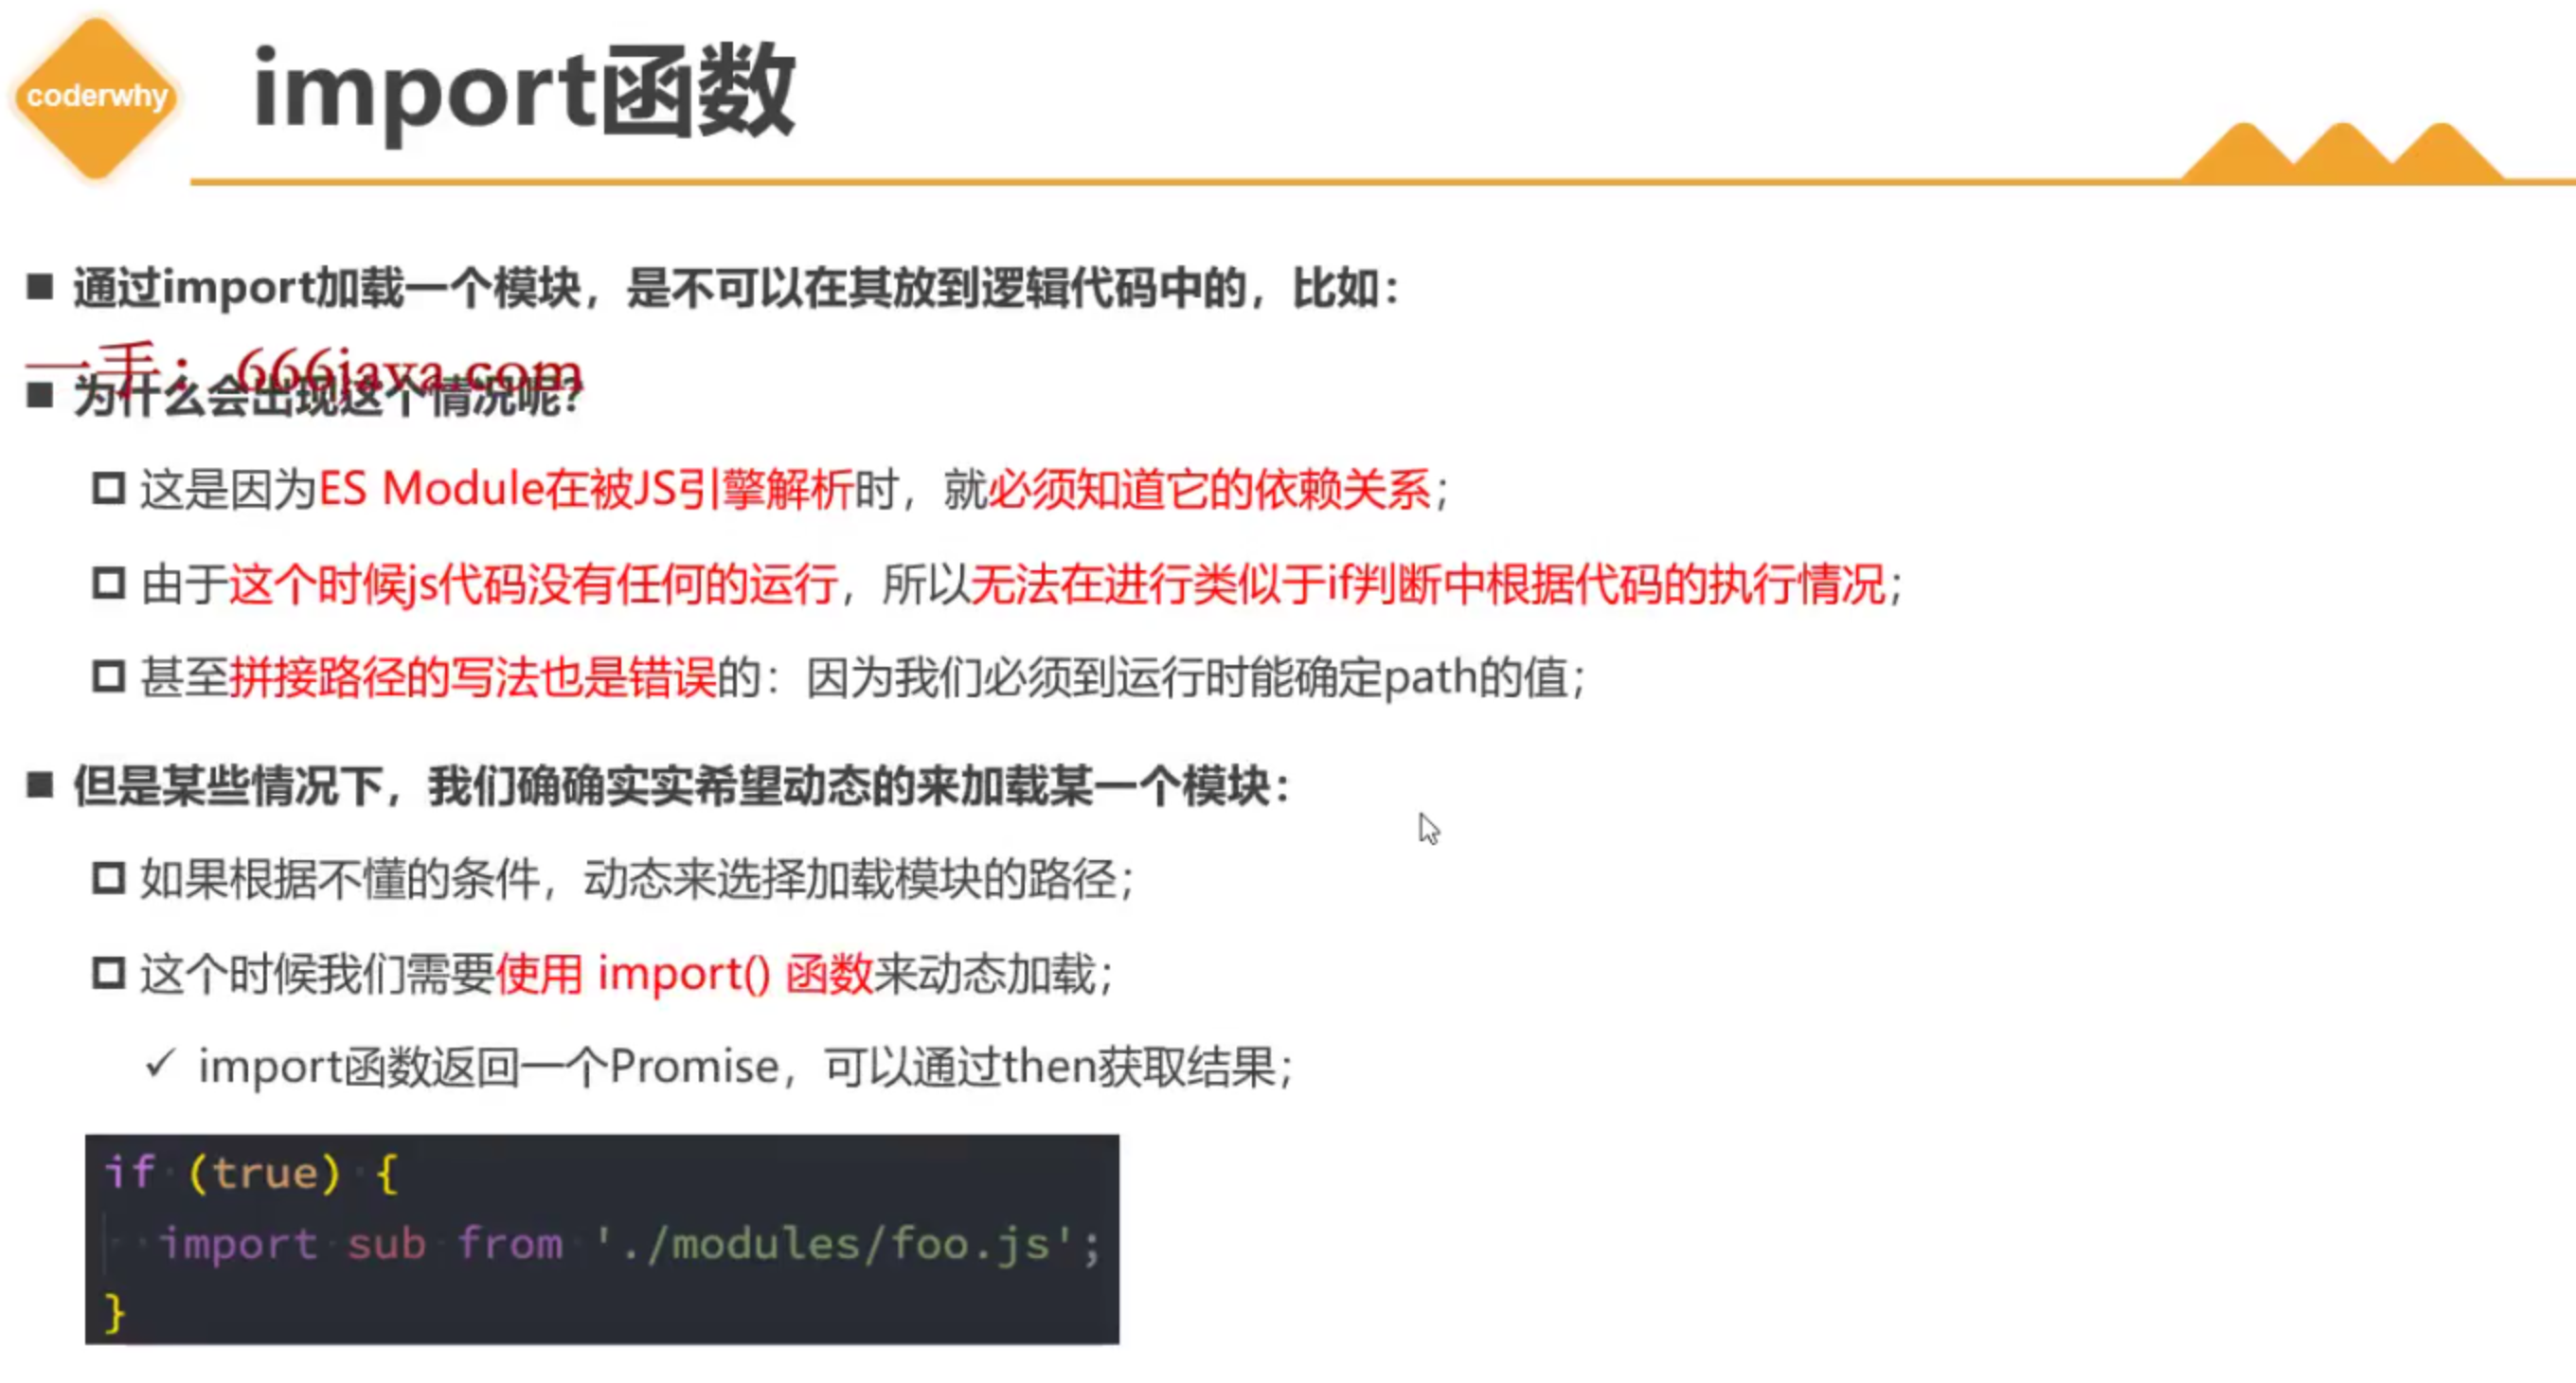 coderwhy
import函数
通过import加载一个模块，是不可以在其放到逻辑代码中的，比如：
一手：666java.com
为什么会出现这个情况呢？
这是因为ES Module在被JS引擎解析时，就必须知道它的依赖关系；
由于这个时候js代码没有任何的运行，所以无法在进行类似于if判断中根据代码的执行情况；
甚至拼接路径的写法也是错误的：因为我们必须到运行时能确定path的值；
但是某些情况下，我们确确实实希望动态的来加载某一个模块：
如果根据不懂的条件，动态来选择加载模块的路径；
这个时候我们需要使用 import() 函数来动态加载；
import函数返回一个Promise，可以通过then获取结果；
if (true) {
import sub from './modules/foo.js';
}